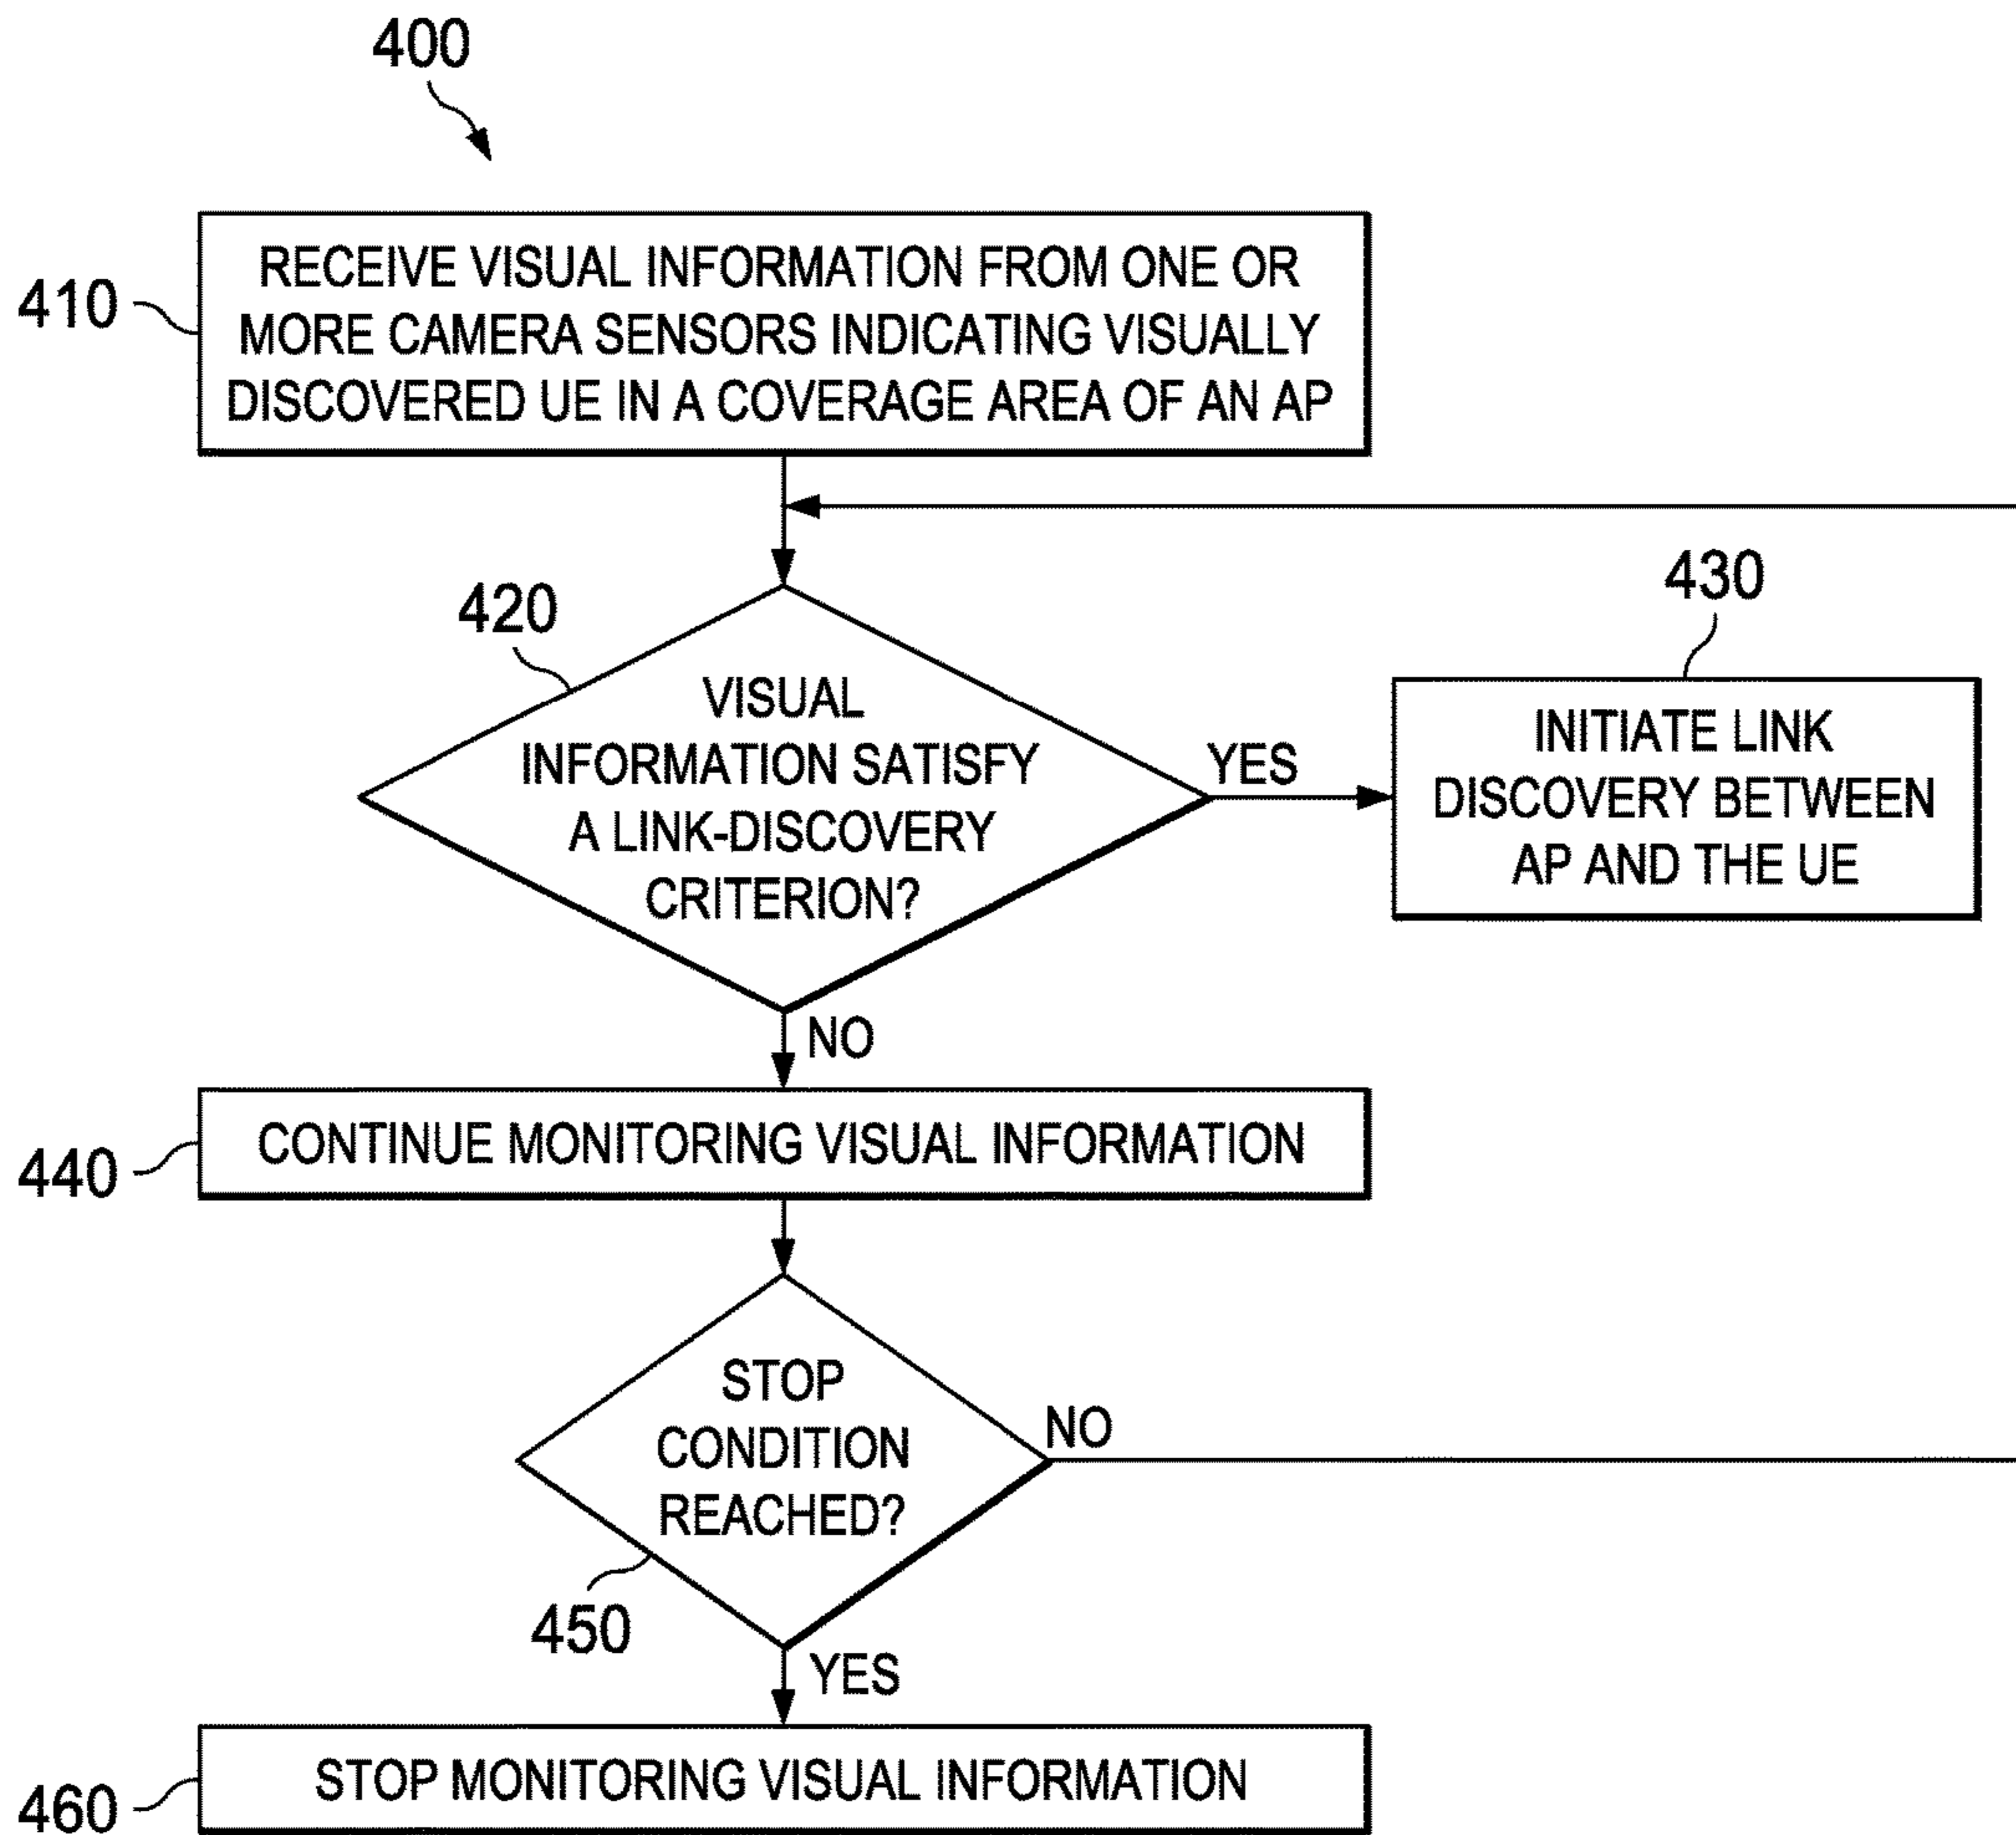 400
410
RECEIVE VISUAL INFORMATION FROM ONE OR
MORE CAMERA SENSORS INDICATING VISUALLY
DISCOVERED UE IN A COVERAGE AREA OF AN AP
420
VISUAL
INFORMATION SATISFY
A LINK-DISCOVERY
CRITERION?
YES
430
INITIATE LINK
DISCOVERY BETWEEN
AP AND THE UE
NO
440
CONTINUE MONITORING VISUAL INFORMATION
STOP
CONDITION
REACHED?
NO
450
YES
460
STOP MONITORING VISUAL INFORMATION